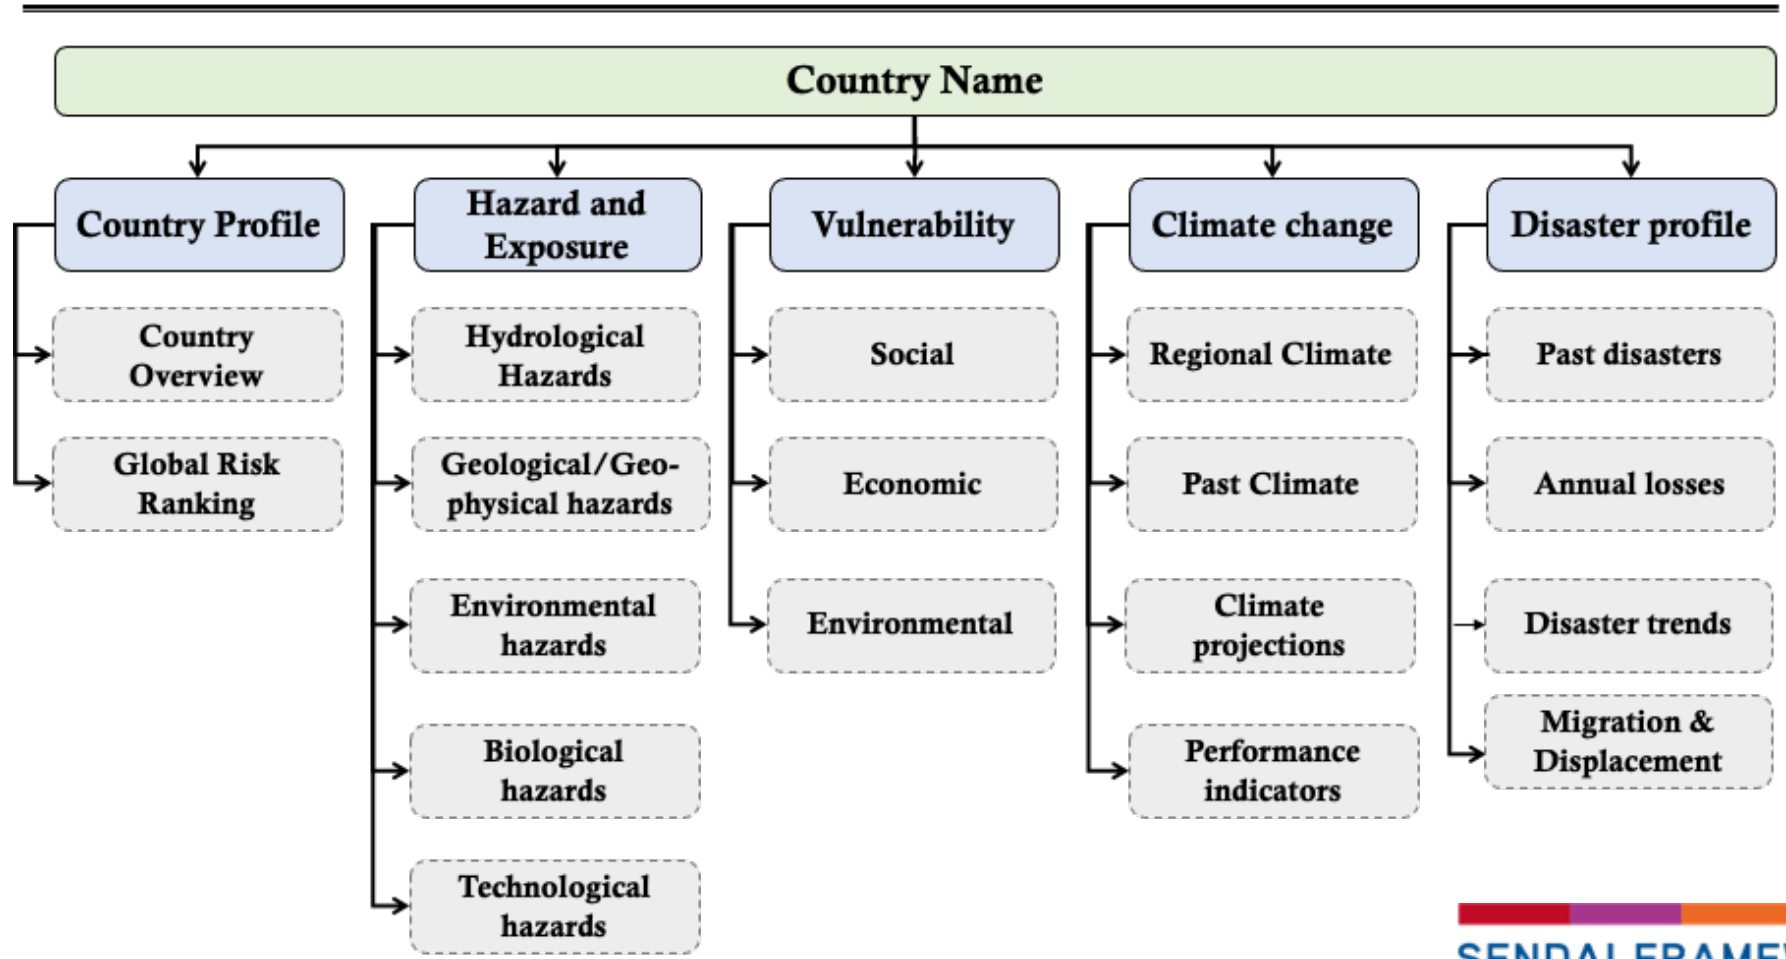 Country Name
Country Profile
Country
Overview
Global Risk
Ranking
Hazard and
Exposure
Hydrological
Hazards
Geological/Geo-
physical hazards
Environmental
hazards
Biological
hazards
Technological
hazards
Vulnerability
Social
Economic
Environmental
Climate change
Regional Climate
Past Climate
Climate
projections
Performance
indicators
Disaster profile
Past disasters
Annual losses
Disaster trends
Migration &
Displacement